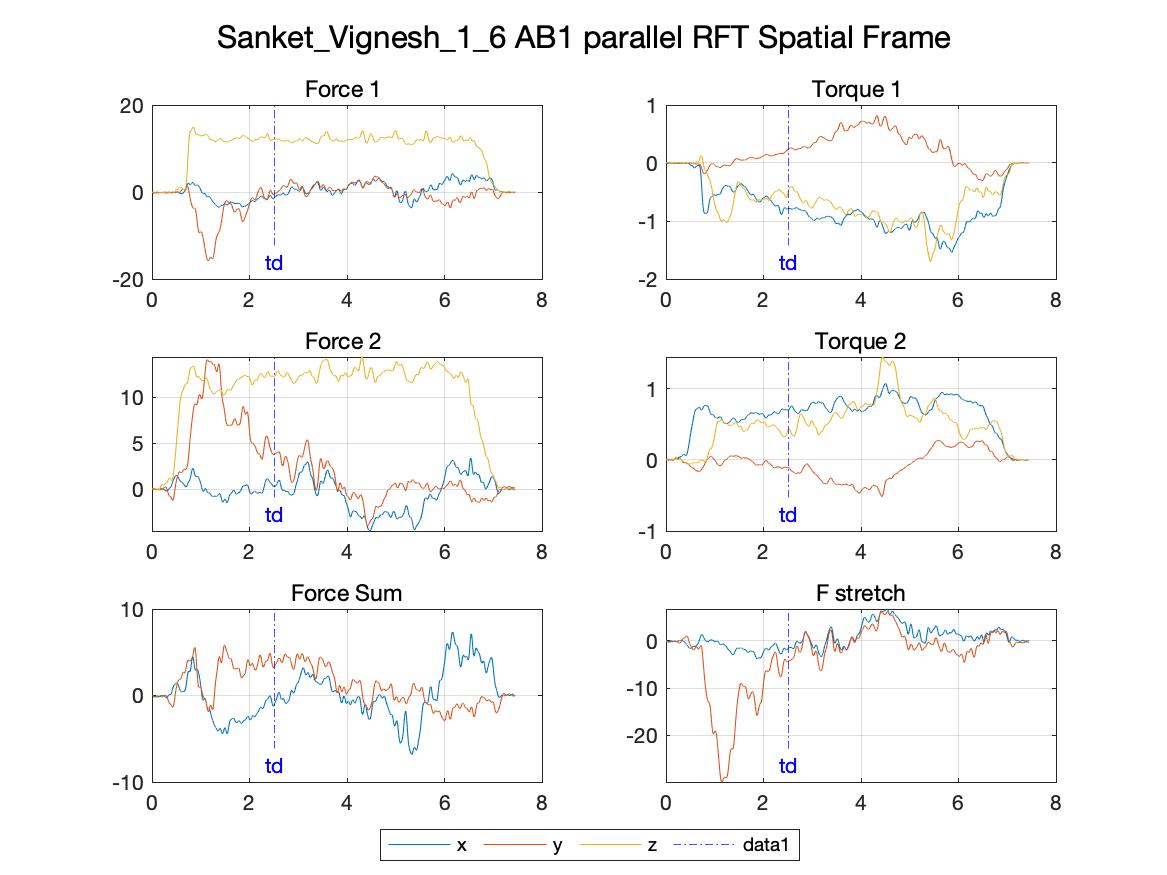 Sanket_Vignesh_1_6 AB1 parallel RFT Spatial Frame
Force 1
20
0
-20
0 2 4 6 8
td
Torque 1
1
0
-1
-2
0 2 4 6 8
td
Force 2
10
5
0
0 2 4 6 8
td
Torque 2
1
0
-1
0 2 4 6 8
td
Force Sum
10
0
-10
0 2 4 6 8
td
F stretch
0
-10
-20
0 2 4 6 8
td
x y z data1